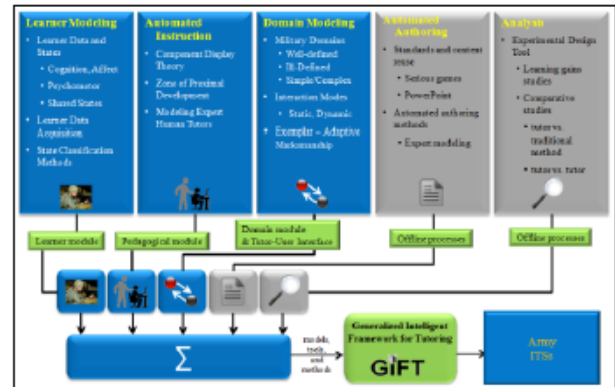 Learner Modeling
• Learner Data and
States
• Cognition, Affect
• Psychomotor
• Shared States
• Learner Data
Acquisition
• State Classification
Methods
Automated
Instruction
• Component Display
Theory
• Zone of Proximal
Development
• Modeling Expert
Human Tutors
Domain Modeling
• Military Domains
• Well-defined
• Ill-Defined
• Simple/Complex
• Interaction Modes
• Static, Dynamic
• Exemplar – Adaptive
Marksmanship
Automated
Authoring
• Standards and content
reuse
• Serious games
• PowerPoint
• Automated authoring
methods
• Expert modeling
Analysis
• Experimental Design
Tool
• Learning gains
studies
• Comparative
studies
• tutor vs.
traditional
method
• tutor vs. tutor
Learner module
Pedagogical module
Domain module
& Tutor-User Interface
Offline processes
Offline processes
Σ
models,
tools,
and
methods
Generalized Intelligent
Framework for Tutoring
GIFT
Army
ITSs